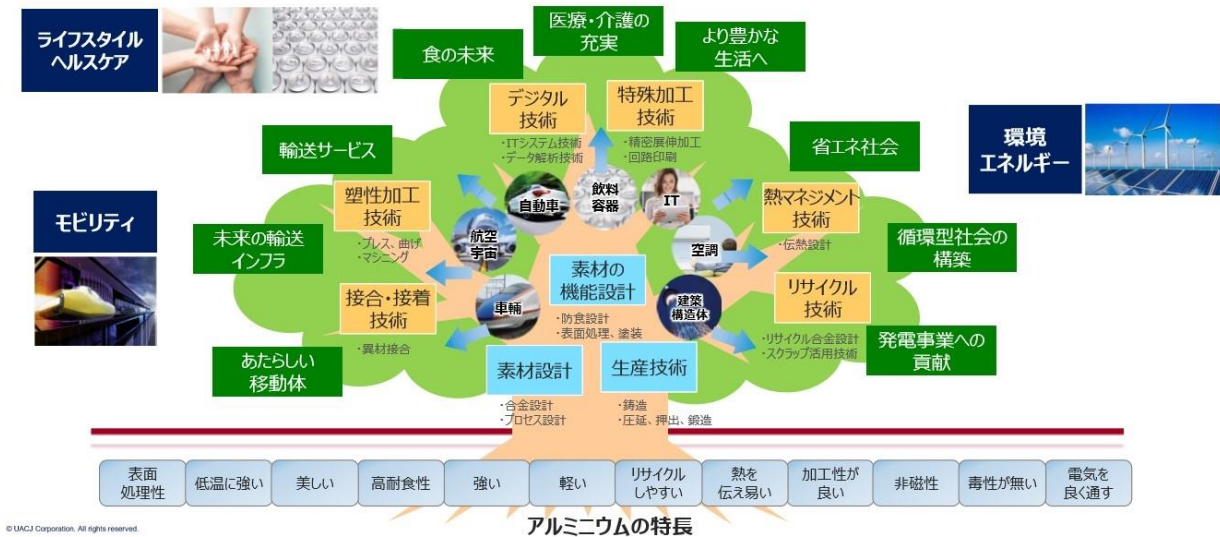 ライフスタイル
ヘルスケア
食の未来
医療・介護の
充実
より豊かな
生活へ
デジタル
技術
・ITシステム技術
・データ解析技術
特殊加工
技術
・精密展伸加工
・回路印刷
輸送サービス
省エネ社会
環境
エネルギー
モビリティ
塑性加工
技術
・プレス、曲げ
・マシニング
自動車
飲料
容器
IT
熱マネジメント
技術
・伝熱設計
未来の輸送
インフラ
航空
宇宙
空調
循環型社会の
構築
素材の
機能設計
・防食設計
・表面処理、塗装
接合・接着
技術
・異材接合
車輌
建築
構造体
リサイクル
技術
・リサイクル合金設計
・スクラップ活用技術
あたらしい
移動体
発電事業への
貢献
素材設計
・合金設計
・プロセス設計
生産技術
・鋳造
・圧延、押出、鍛造
表面
処理性
低温に強い
美しい
高耐食性
強い
軽い
リサイクル
しやすい
熱を
伝え易い
加工性が
良い
非磁性
毒性が無い
電気を
良く通す
アルミニウムの特長
© UACJ Corporation. All rights reserved.